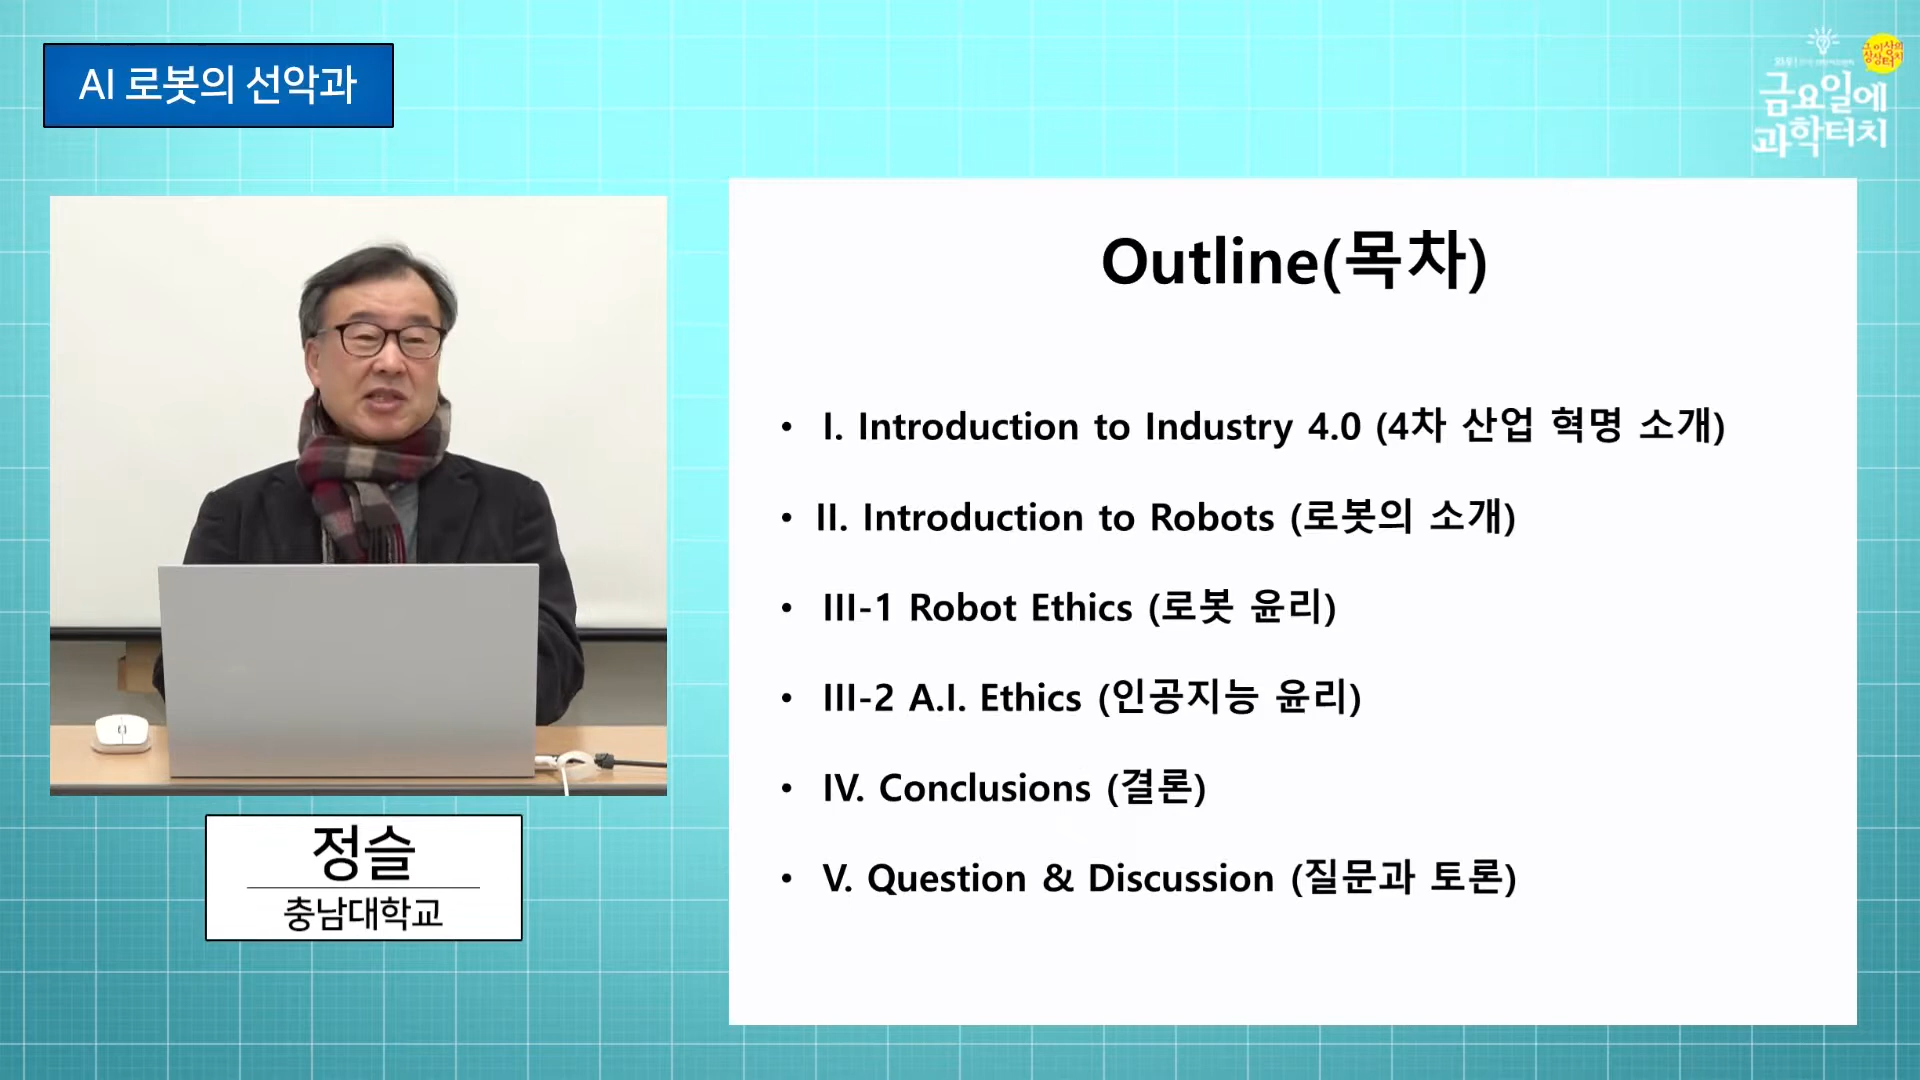 AI 로봇의 선악과
금요일에
과학터치
Outline(목차)
• I. Introduction to Industry 4.0 (4차 산업 혁명 소개)
• II. Introduction to Robots (로봇의 소개)
• III-1 Robot Ethics (로봇 윤리)
• III-2 A.I. Ethics (인공지능 윤리)
• IV. Conclusions (결론)
• V. Question & Discussion (질문과 토론)
정슬
충남대학교